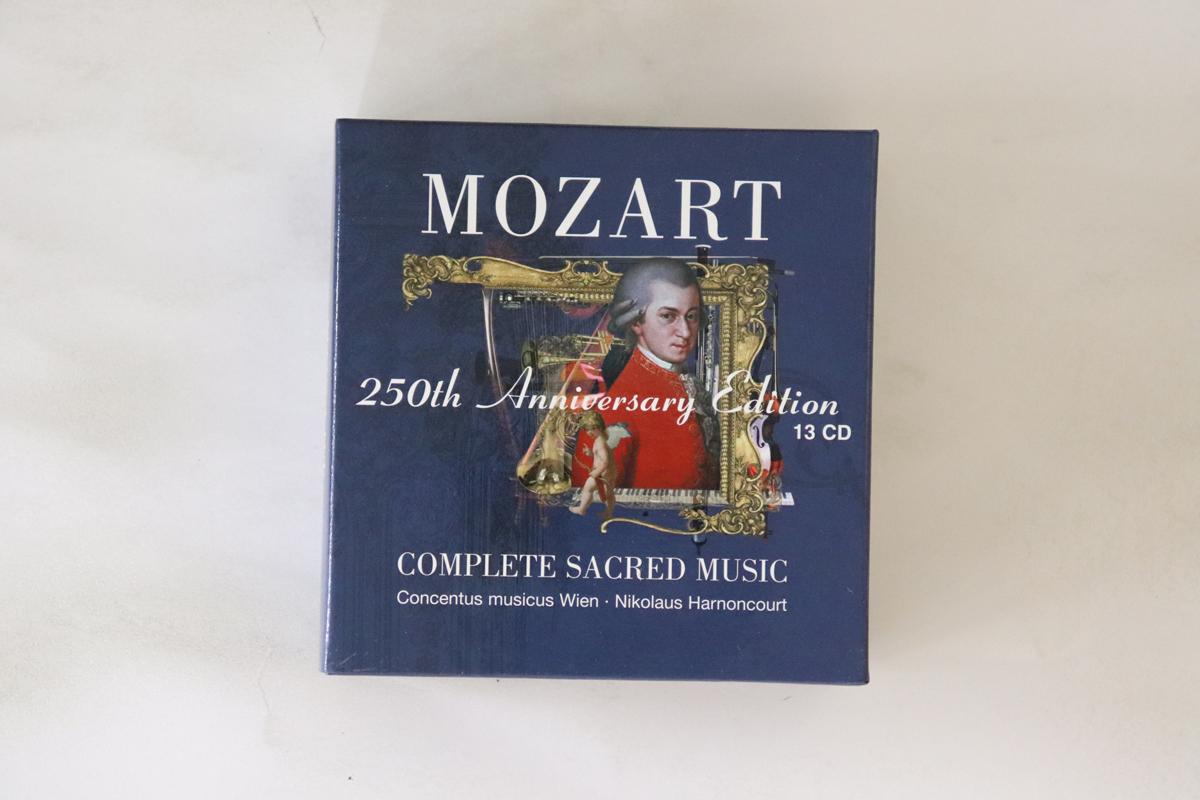 MOZART
250th Anniversary Edition
13 CD
COMPLETE SACRED MUSIC
Concentus musicus Wien · Nikolaus Harnoncourt